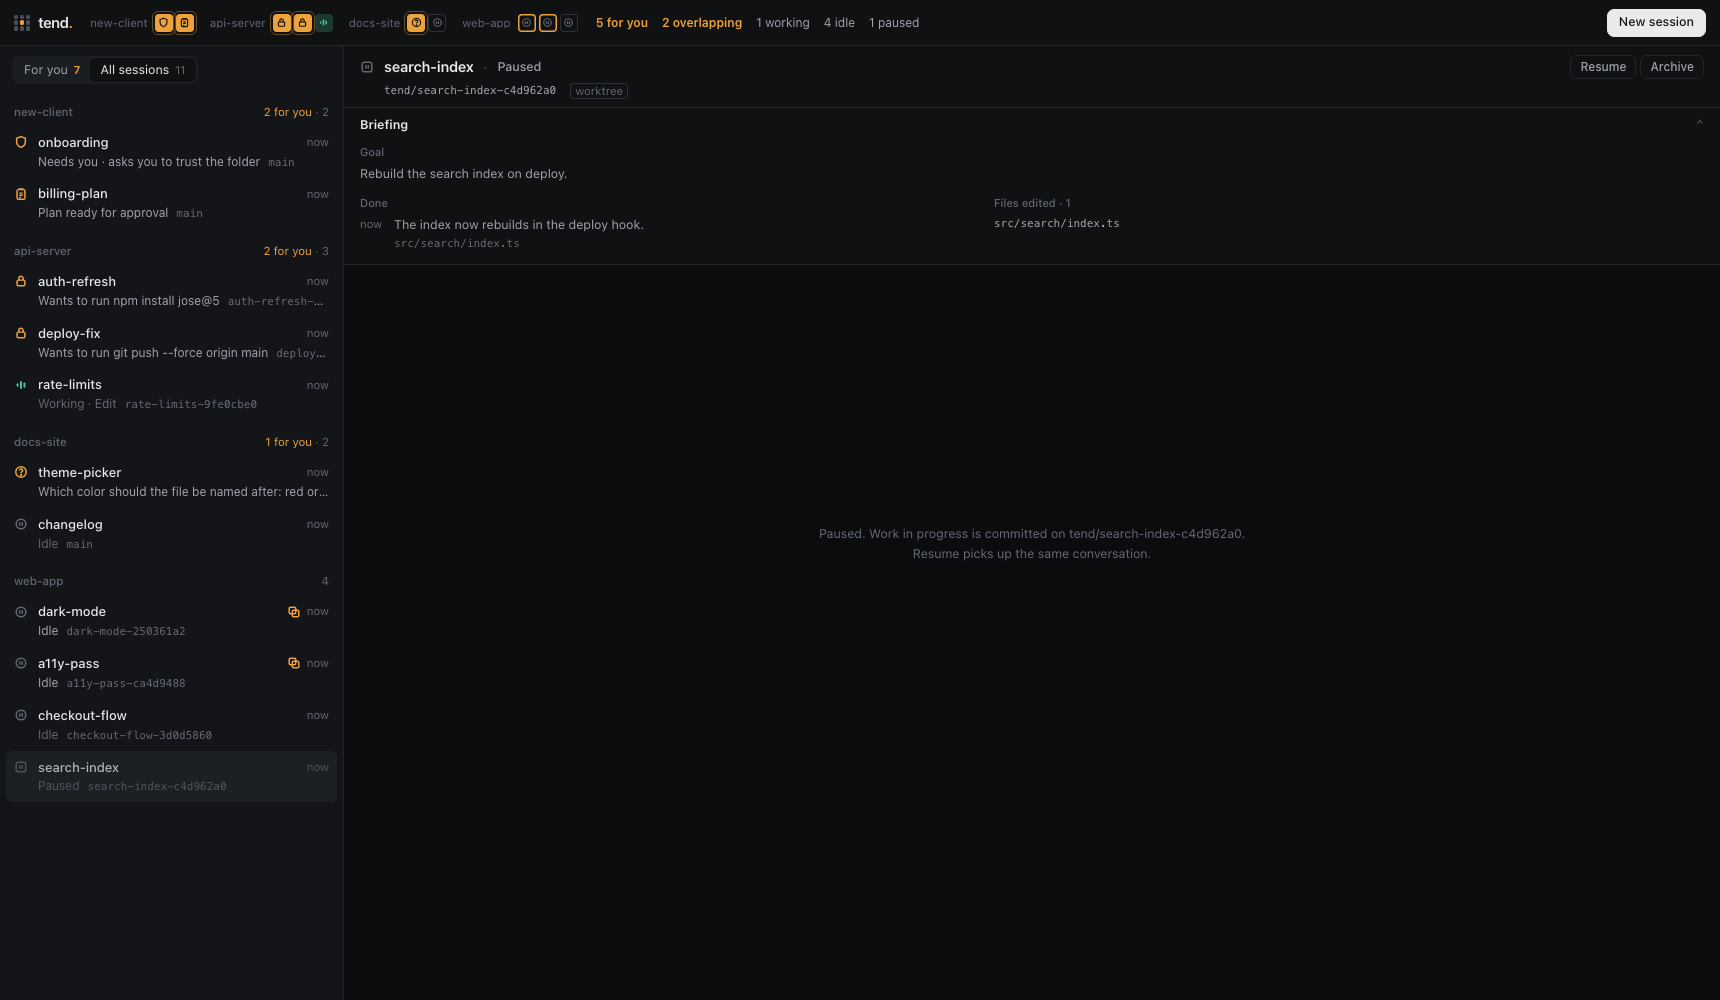 tend. new-client api-server docs-site web-app 5 for you 2 overlapping 1 working 4 idle 1 paused New session
For you 7 All sessions 11
new-client 2 for you · 2
onboarding now
Needs you · asks you to trust the folder main
billing-plan now
Plan ready for approval main
api-server 2 for you · 3
auth-refresh now
Wants to run npm install jose@5 auth-refresh-…
deploy-fix now
Wants to run git push --force origin main deploy…
rate-limits now
Working · Edit rate-limits-9fe0cbe0
docs-site 1 for you · 2
theme-picker now
Which color should the file be named after: red or…
changelog now
Idle main
web-app 4
dark-mode now
Idle dark-mode-250361a2
a11y-pass now
Idle a11y-pass-ca4d9488
checkout-flow now
Idle checkout-flow-3d0d5860
search-index now
Paused search-index-c4d962a0
search-index · Paused Resume Archive
tend/search-index-c4d962a0 worktree
Briefing
Goal
Rebuild the search index on deploy.
Done
now The index now rebuilds in the deploy hook.
src/search/index.ts
Files edited · 1
src/search/index.ts
Paused. Work in progress is committed on tend/search-index-c4d962a0.
Resume picks up the same conversation.